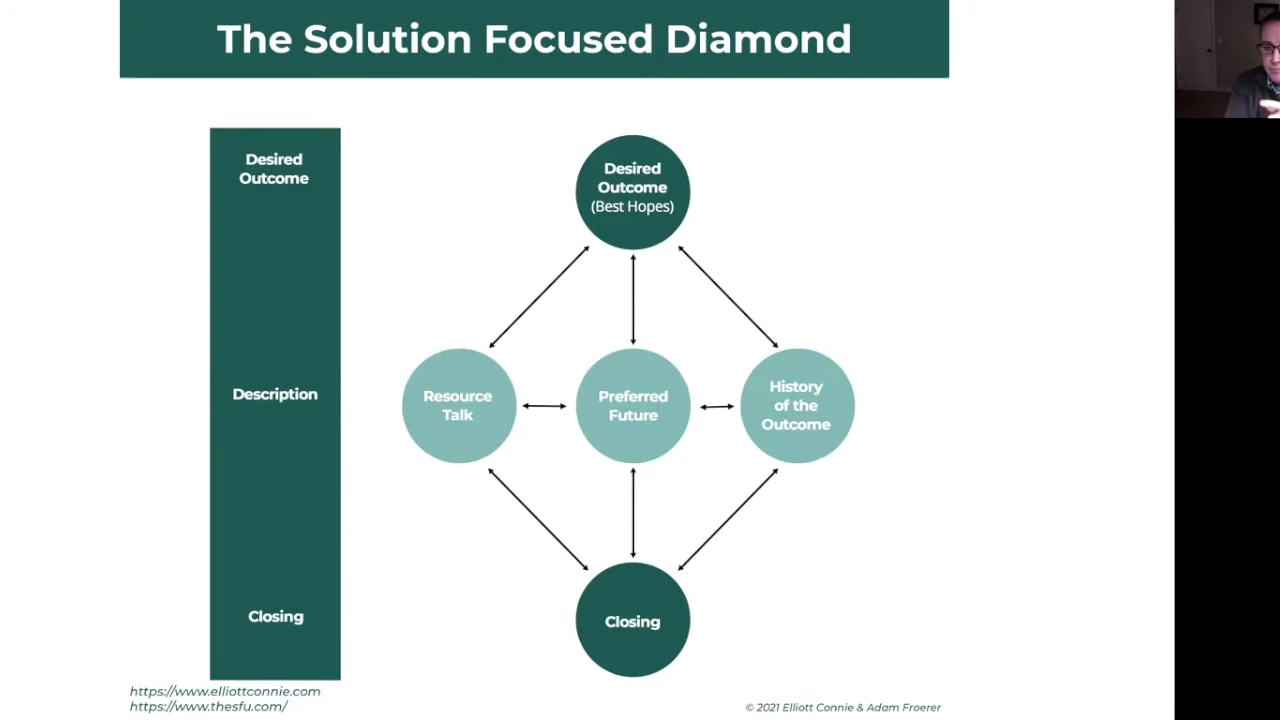 The Solution Focused Diamond
Desired
Outcome
Desired
Outcome
(Best Hopes)
Description
Resource
Talk
Preferred
Future
History
of the
Outcome
Closing
Closing
https://www.elliottconnie.com
https://www.thesfu.com/
© 2021 Elliott Connie & Adam Froerer